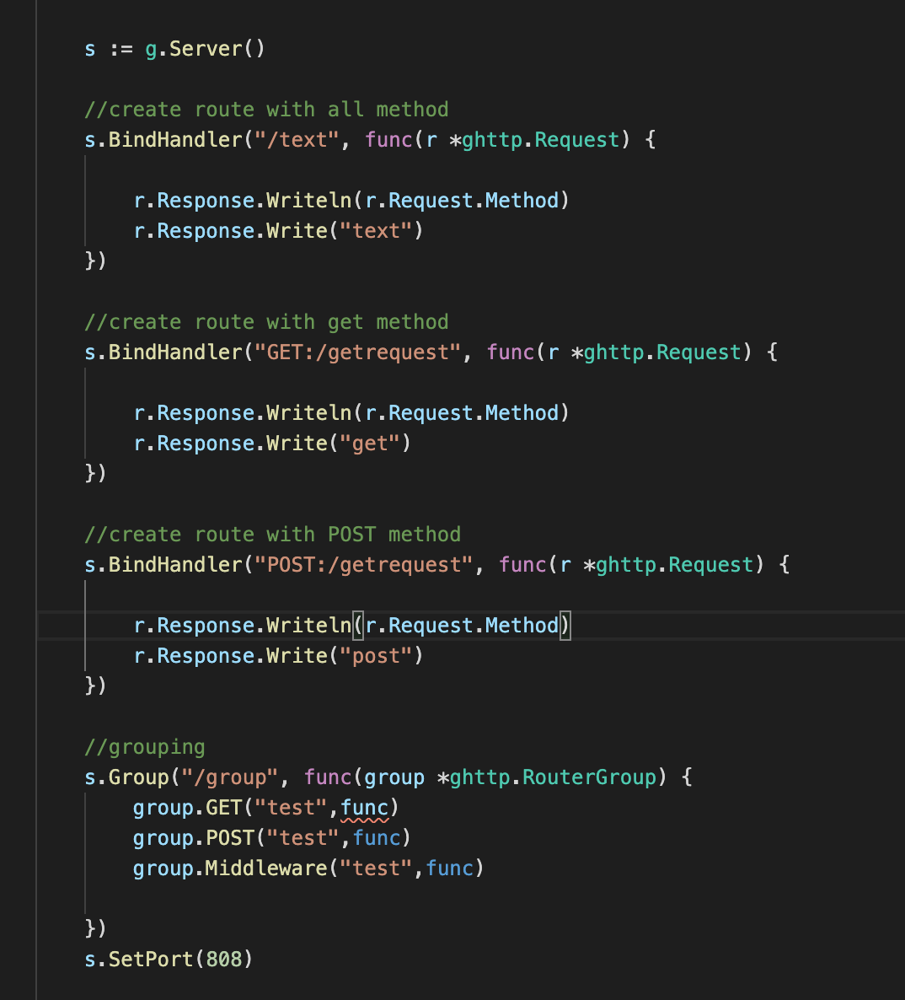 s := g.Server()
//create route with all method
s.BindHandler("/text", func(r *ghttp.Request) {
r.Response.Writeln(r.Request.Method)
r.Response.Write("text")
})
//create route with get method
s.BindHandler("GET:/getrequest", func(r *ghttp.Request) {
r.Response.Writeln(r.Request.Method)
r.Response.Write("get")
})
//create route with POST method
s.BindHandler("POST:/getrequest", func(r *ghttp.Request) {
r.Response.Writeln(r.Request.Method)
r.Response.Write("post")
})
//grouping
s.Group("/group", func(group *ghttp.RouterGroup) {
group.GET("test",func)
group.POST("test",func)
group.Middleware("test",func)
})
s.SetPort(808)